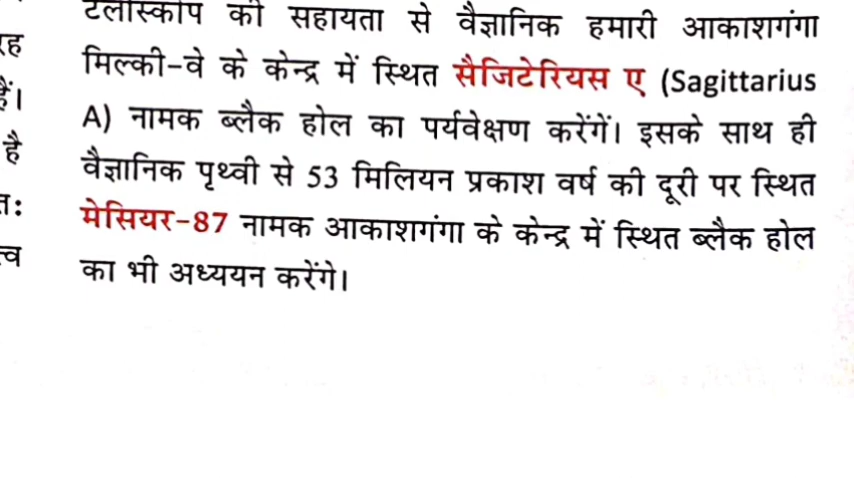 टेलीस्कोप की सहायता से वैज्ञानिक हमारी आकाशगंगा
रह
मिल्की-वे के केन्द्र में स्थित सैजिटेरियस ए (Sagittarius
हैं।
A) नामक ब्लैक होल का पर्यवेक्षण करेंगें। इसके साथ ही
है
वैज्ञानिक पृथ्वी से 53 मिलियन प्रकाश वर्ष की दूरी पर स्थित
त:
मेसियर-87 नामक आकाशगंगा के केन्द्र में स्थित ब्लैक होल
त्व
का भी अध्ययन करेंगे।